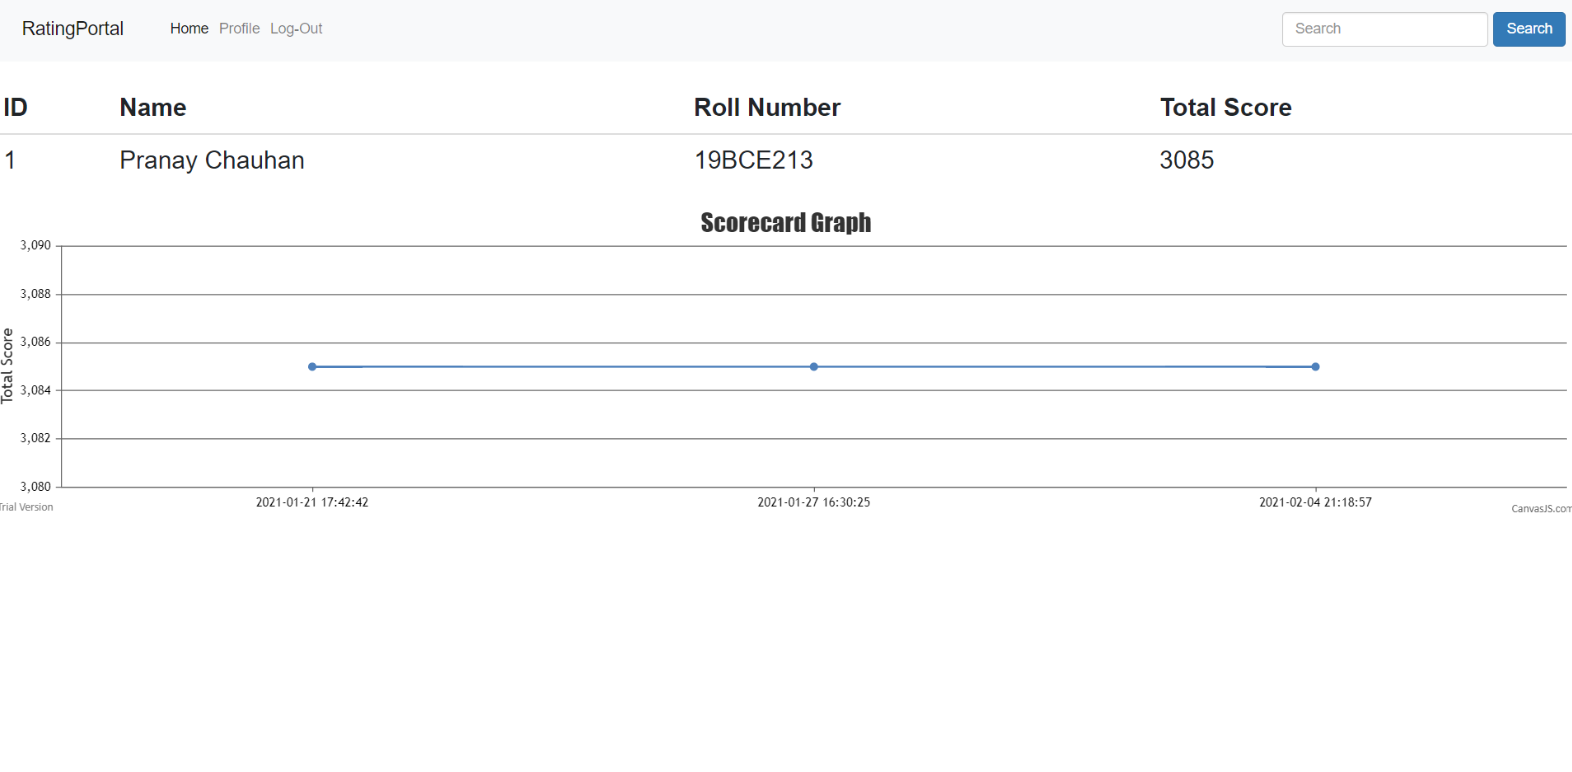 RatingPortal Home Profile Log-Out Search Search
ID Name Roll Number Total Score
1 Pranay Chauhan 19BCE213 3085
Scorecard Graph
Total Score
3,090
3,088
3,086
3,084
3,082
3,080
2021-01-21 17:42:42 2021-01-27 16:30:25 2021-02-04 21:18:57
Trial Version CanvasJS.com